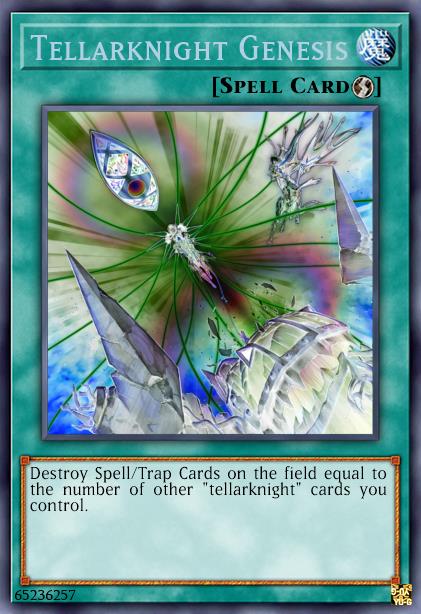 TELLARKNIGHT GENESIS 魔
[SPELL CARD]
Destroy Spell/Trap Cards on the field equal to
the number of other "tellarknight" cards you
control.
65236257